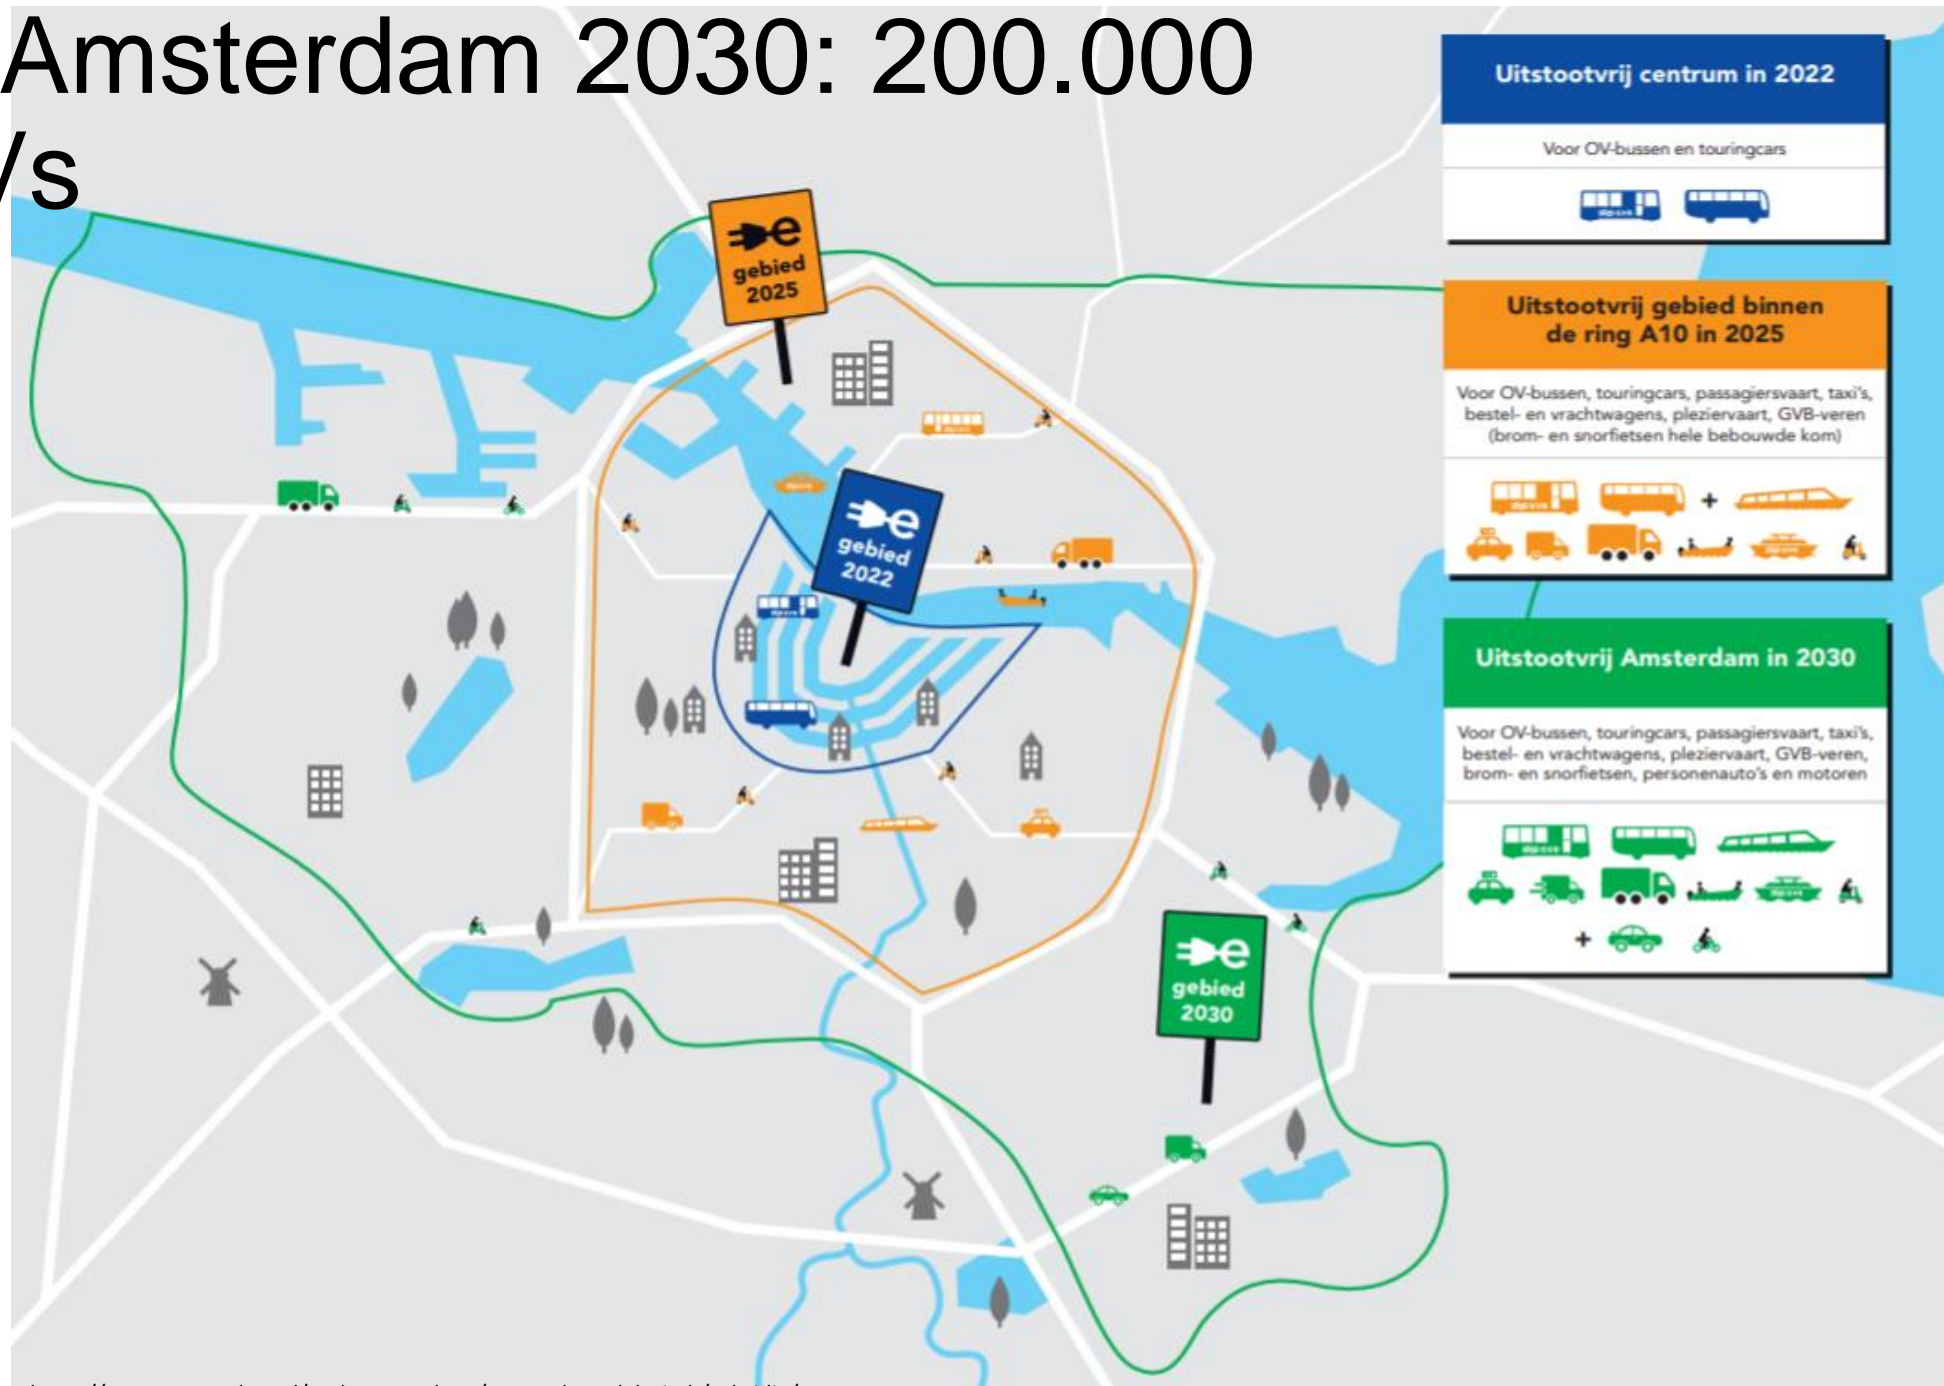 Amsterdam 2030: 200.000
/s
Uitstootvrij centrum in 2022
Voor OV-bussen en touringcars
Uitstootvrij gebied binnen
de ring A10 in 2025
Voor OV-bussen, touringcars, passagiersvaart, taxi's,
bestel- en vrachtwagens, pleziervaart, GVB-veren
(brom- en snorfietsen hele bebouwde kom)
+
Uitstootvrij Amsterdam in 2030
Voor OV-bussen, touringcars, passagiersvaart, taxi's,
bestel- en vrachtwagens, pleziervaart, GVB-veren,
brom- en snorfietsen, personenauto's en motoren
+
e
gebied
2025
e
gebied
2022
e
gebied
2030